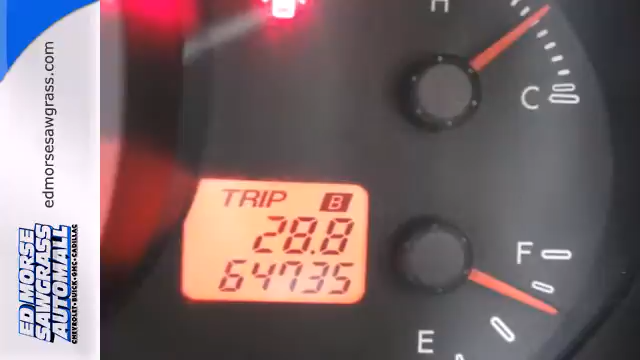 edmorsesawgrass.com
ED MORSE
SAWGRASS
AUTOMALL
CHEVROLET•BUICK•GMC•CADILLAC
H
C
TRIP B
28.8
64735
F
E